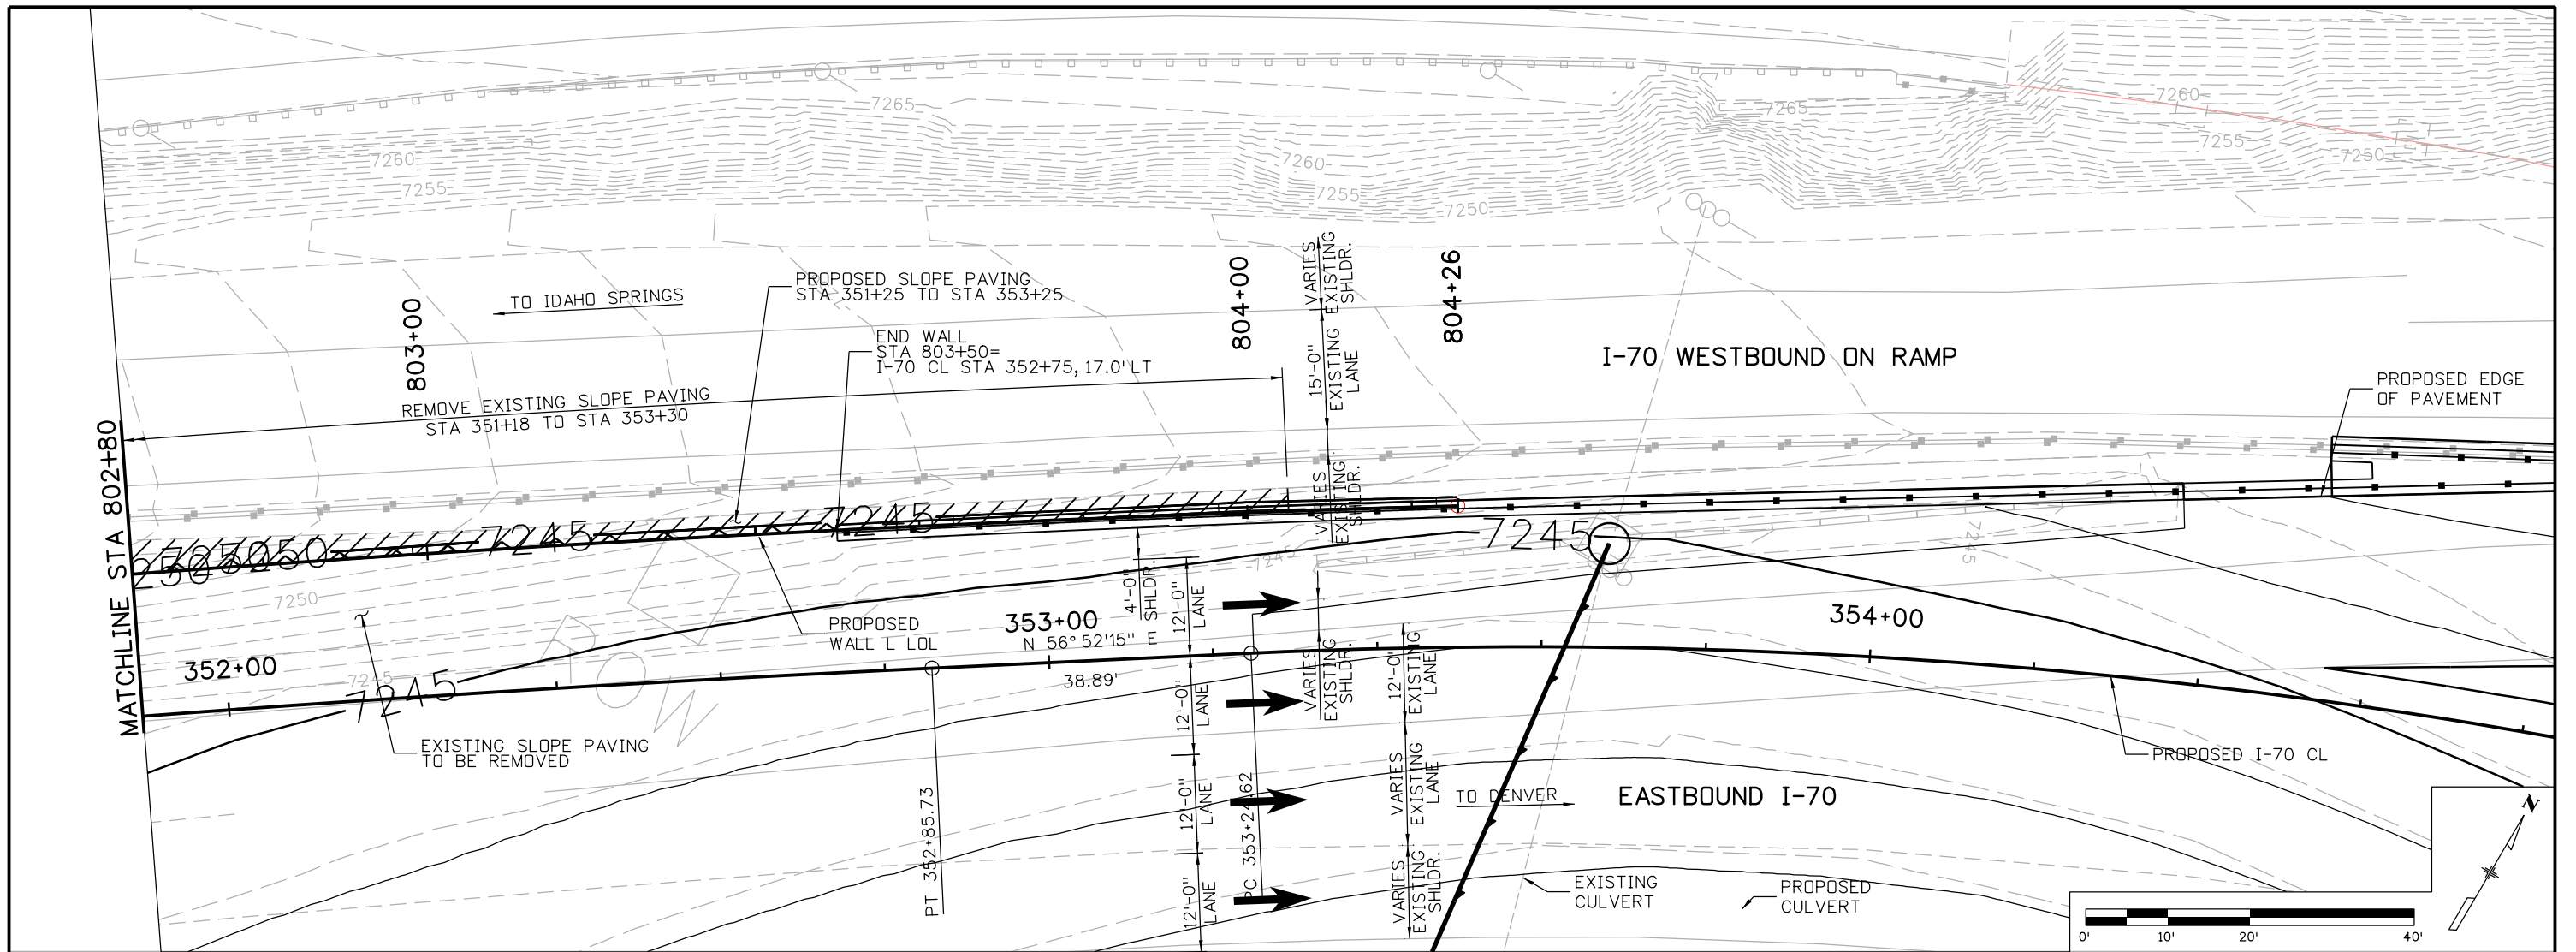 7265
7260
7265
7255
7260
7250
7260
7255
7255
7250
TO IDAHO SPRINGS
PROPOSED SLOPE PAVING
STA 351+25 TO STA 353+25
803+00
804+00
804+26
END WALL
STA 803+50=
I-70 CL STA 352+75, 17.0'LT
VARIES
EXISTING
SHLDR.
15'-0"
EXISTING
LANE
I-70 WESTBOUND ON RAMP
PROPOSED EDGE
OF PAVEMENT
REMOVE EXISTING SLOPE PAVING
STA 351+18 TO STA 353+30
MATCHLINE STA 802+80
VARIES
EXISTING
SHLDR.
7245
7245
7245
7245
7245
7250
7250
4'-0"
SHLDR.
12'-0"
LANE
PROPOSED
WALL L LOL
353+00
N 56° 52'15" E
354+00
352+00
7245
7245
ROW
38.89'
12'-0"
LANE
VARIES
EXISTING
SHLDR.
12'-0"
EXISTING
LANE
EXISTING SLOPE PAVING
TO BE REMOVED
PROPOSED I-70 CL
PT 352+85.73
12'-0"
LANE
VARIES
EXISTING
LANE
TO DENVER
EASTBOUND I-70
12'-0"
LANE
VARIES
EXISTING
SHLDR.
EXISTING
CULVERT
PROPOSED
CULVERT
N
0' 10' 20' 40'